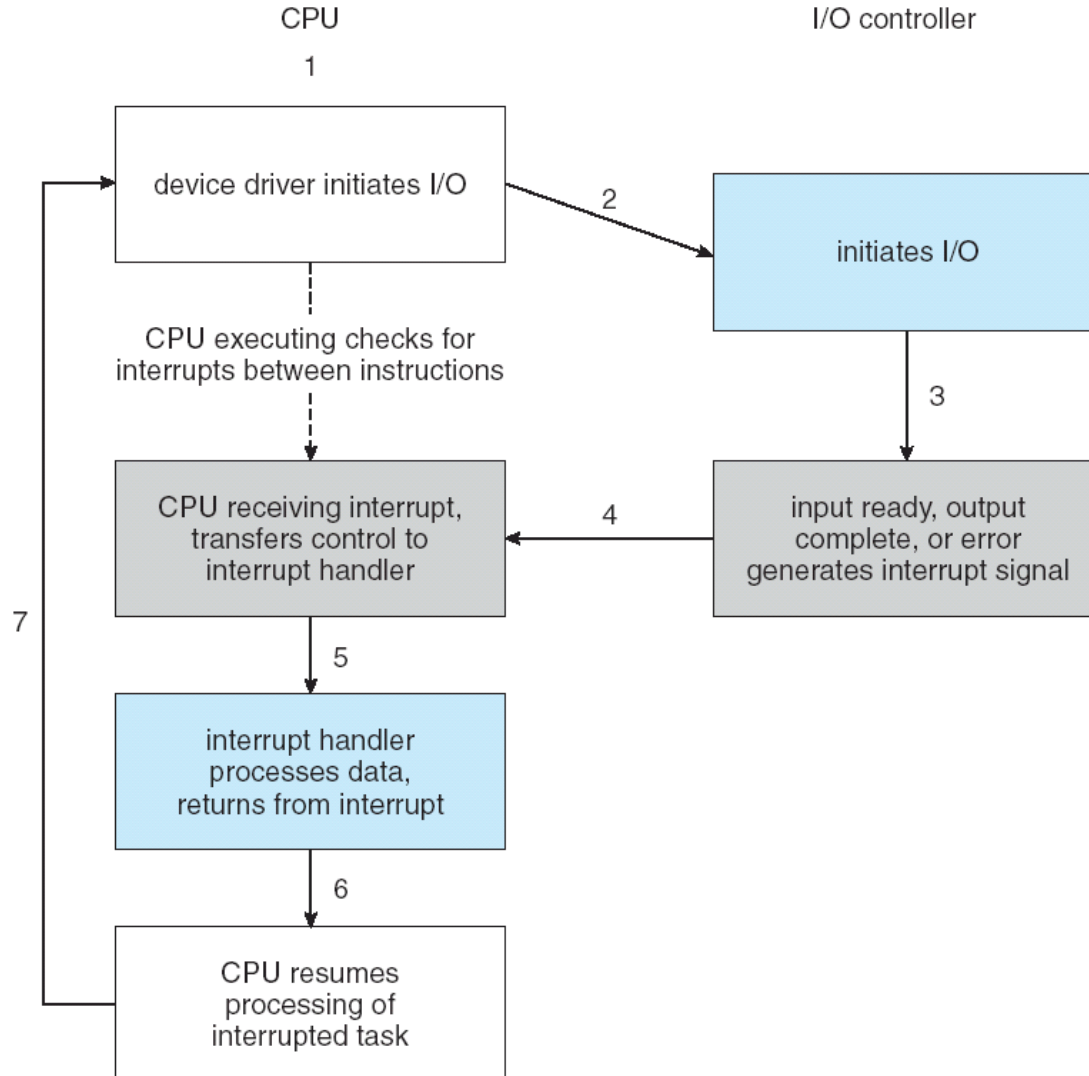 CPU
I/O controller
1
device driver initiates I/O
2
initiates I/O
CPU executing checks for
interrupts between instructions
3
CPU receiving interrupt,
transfers control to
interrupt handler
4
input ready, output
complete, or error
generates interrupt signal
7
5
interrupt handler
processes data,
returns from interrupt
6
CPU resumes
processing of
interrupted task